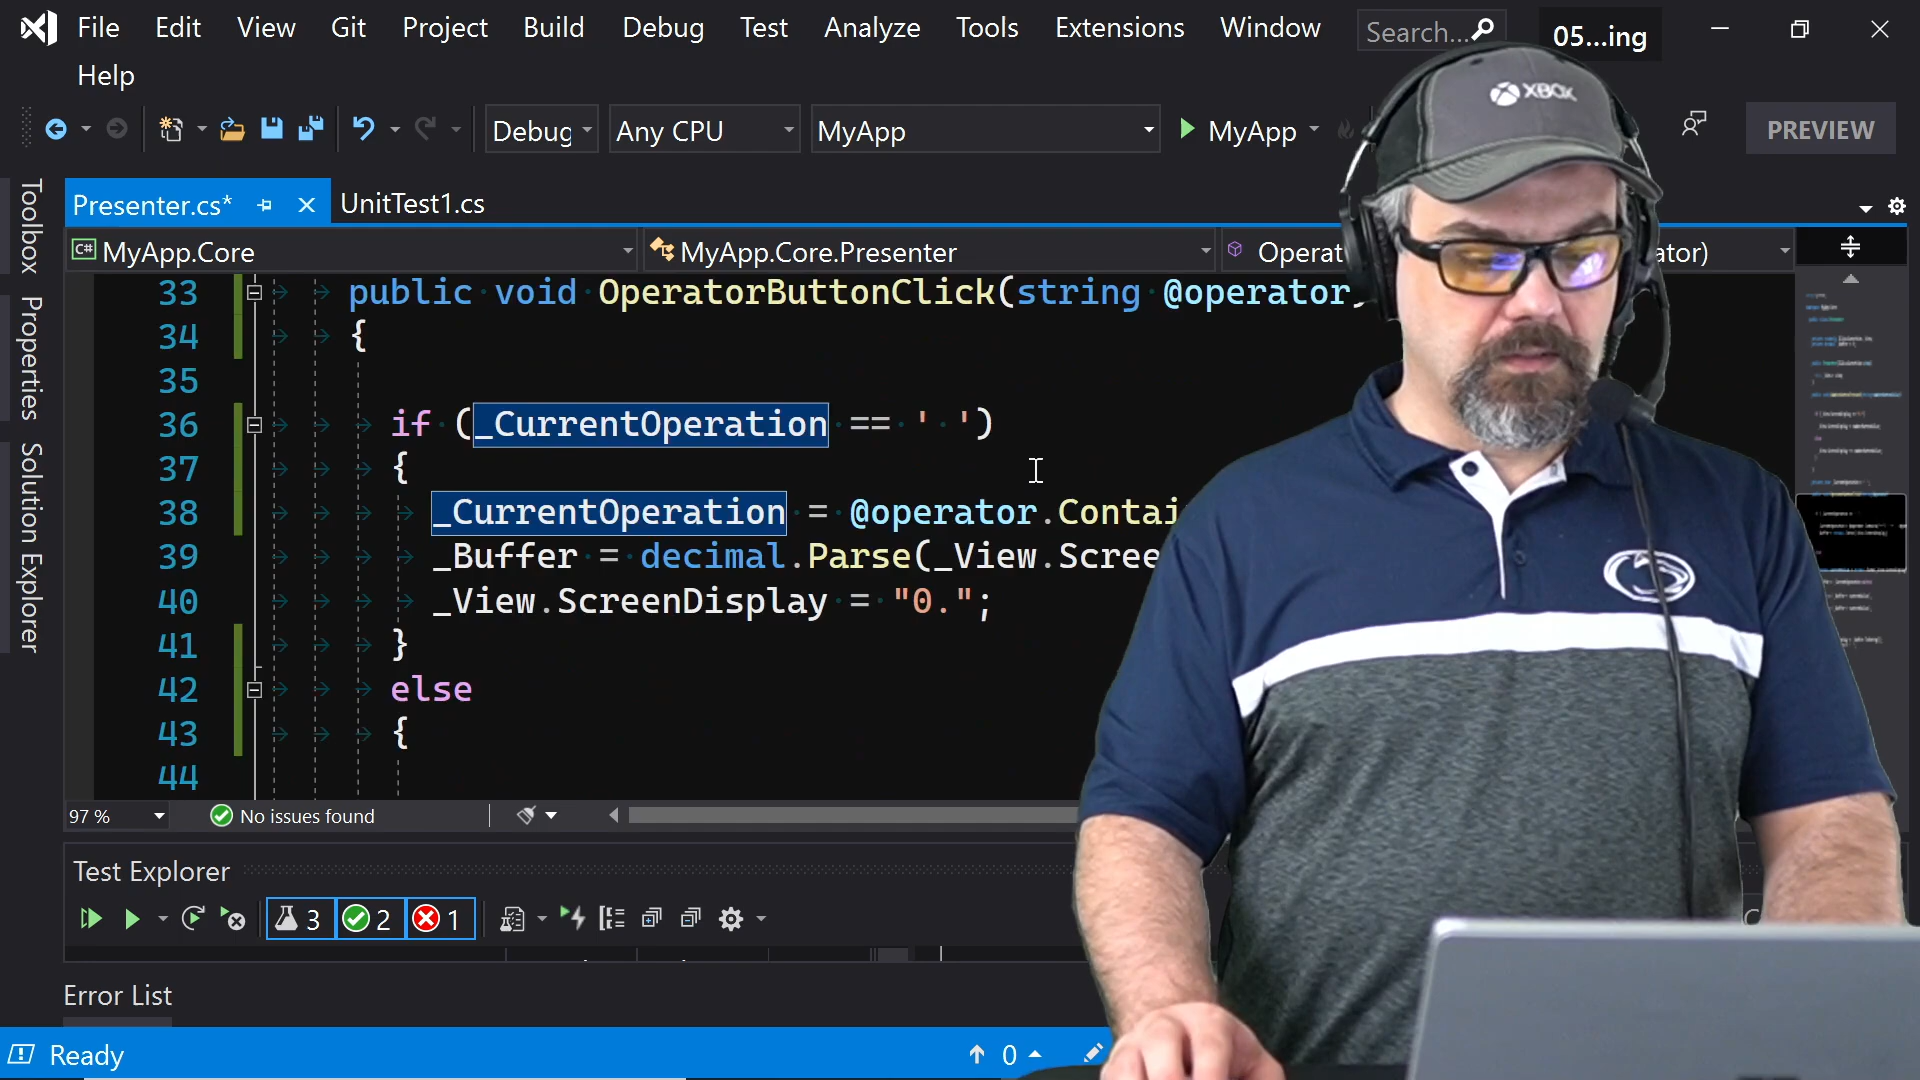 File Edit View Git Project Build Debug Test Analyze Tools Extensions Window Search... 05...ing
Help
Debug Any CPU MyApp MyApp PREVIEW
XBOX
Toolbox
Properties
Solution Explorer
Presenter.cs* UnitTest1.cs
C# MyApp.Core MyApp.Core.Presenter
33 public void OperatorButtonClick(string @operator)
34 {
35
36 if (_CurrentOperation == ' ')
37 {
38 _CurrentOperation = @operator.Contai
39 _Buffer = decimal.Parse(_View.Scree
40 _View.ScreenDisplay = "0.";
41 }
42 else
43 {
44
97 % No issues found
Test Explorer
3 2 1
Error List
Ready 0